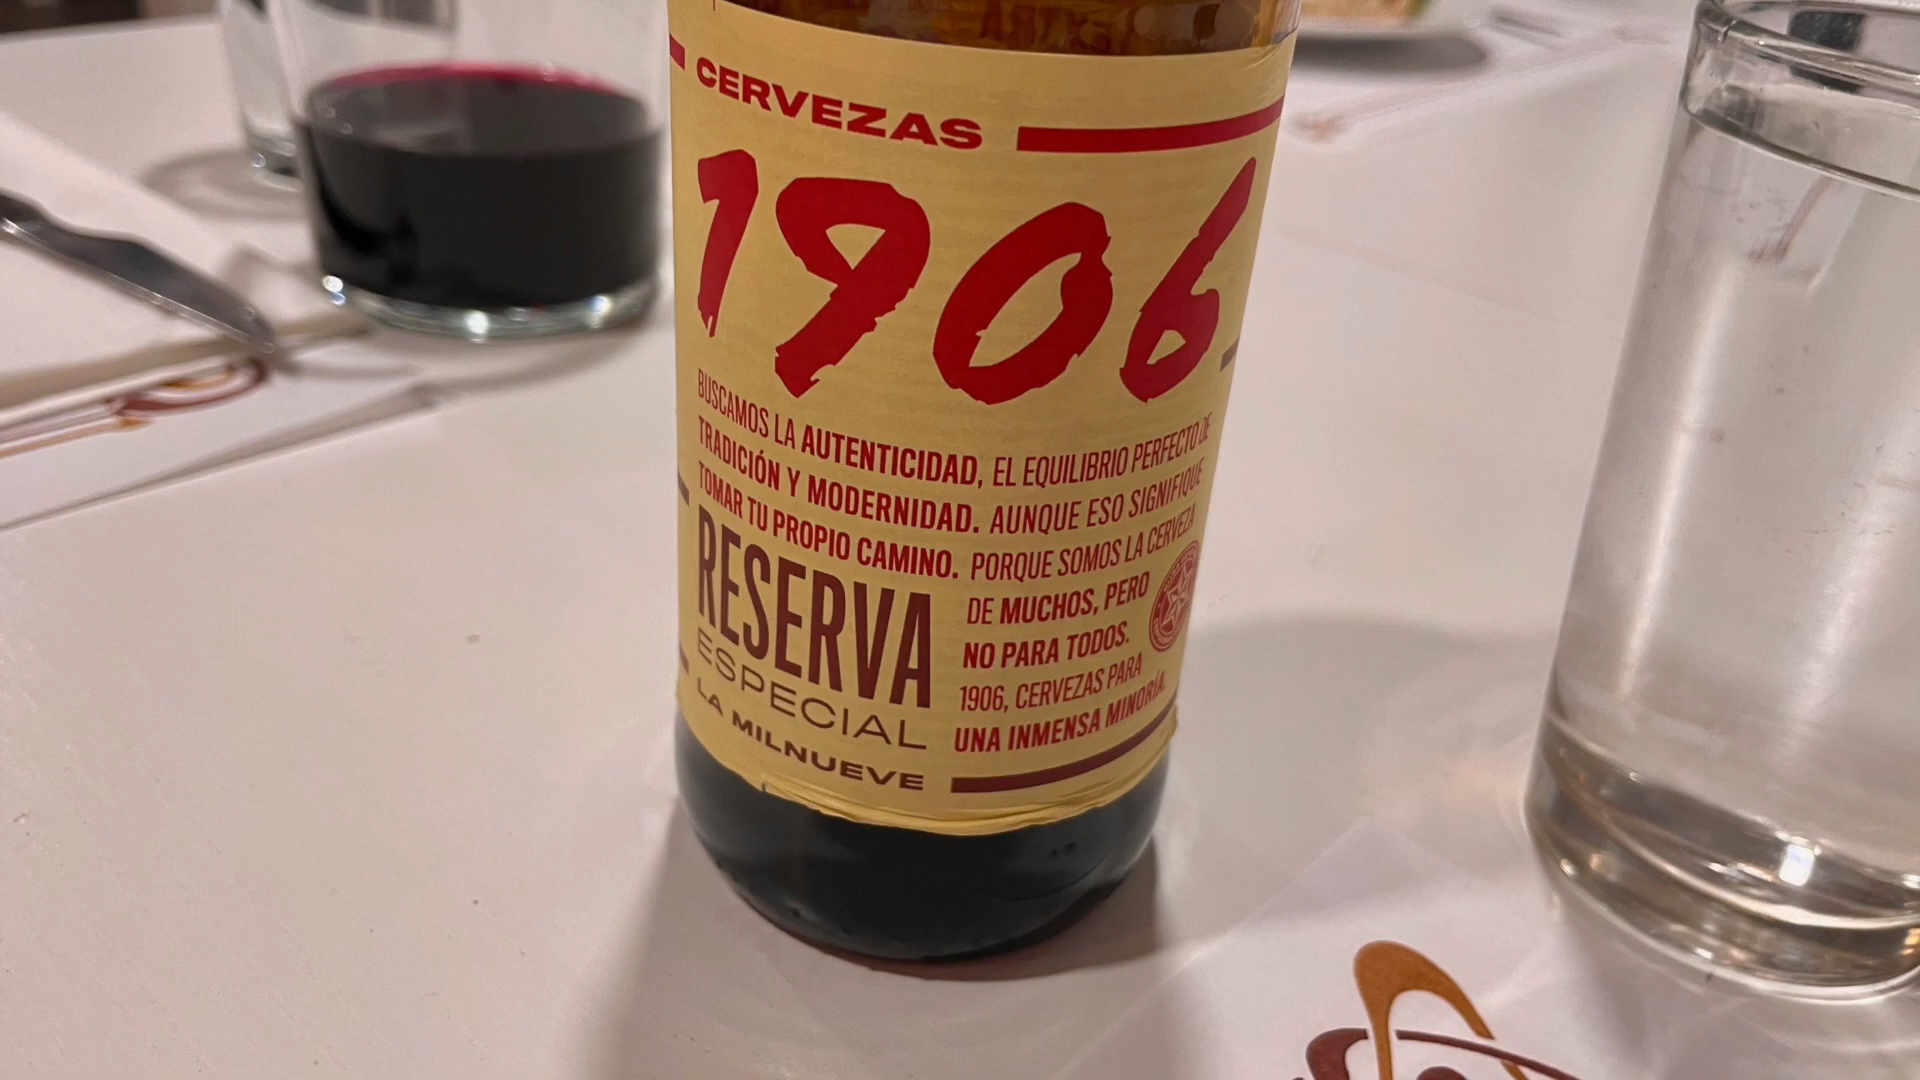 CERVEZAS
1906
BUSCAMOS LA AUTENTICIDAD, EL EQUILIBRIO PERFECTO DE
TRADICIÓN Y MODERNIDAD. AUNQUE ESO SIGNIFIQUE
TOMAR TU PROPIO CAMINO. PORQUE SOMOS LA CERVEZA
DE MUCHOS, PERO
NO PARA TODOS.
1906, CERVEZAS PARA
UNA INMENSA MINORÍA.
RESERVA
ESPECIAL
LA MILNUEVE